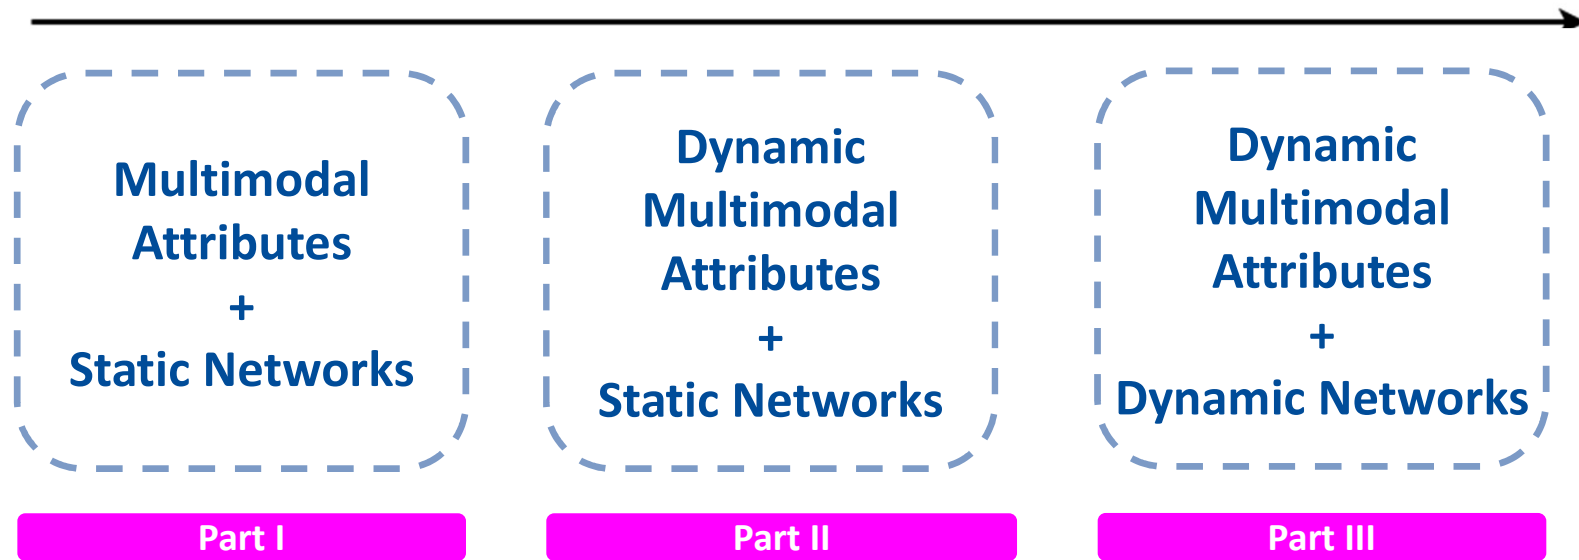 Multimodal
Attributes
+
Static Networks
Dynamic
Multimodal
Attributes
+
Static Networks
Dynamic
Multimodal
Attributes
+
Dynamic Networks
Part I
Part II
Part III